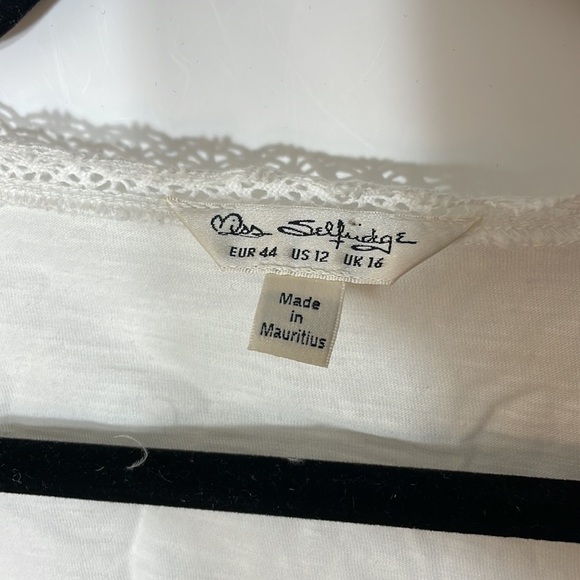 Miss Selfridge
EUR 44 US 12 UK 16
Made
in
Mauritius